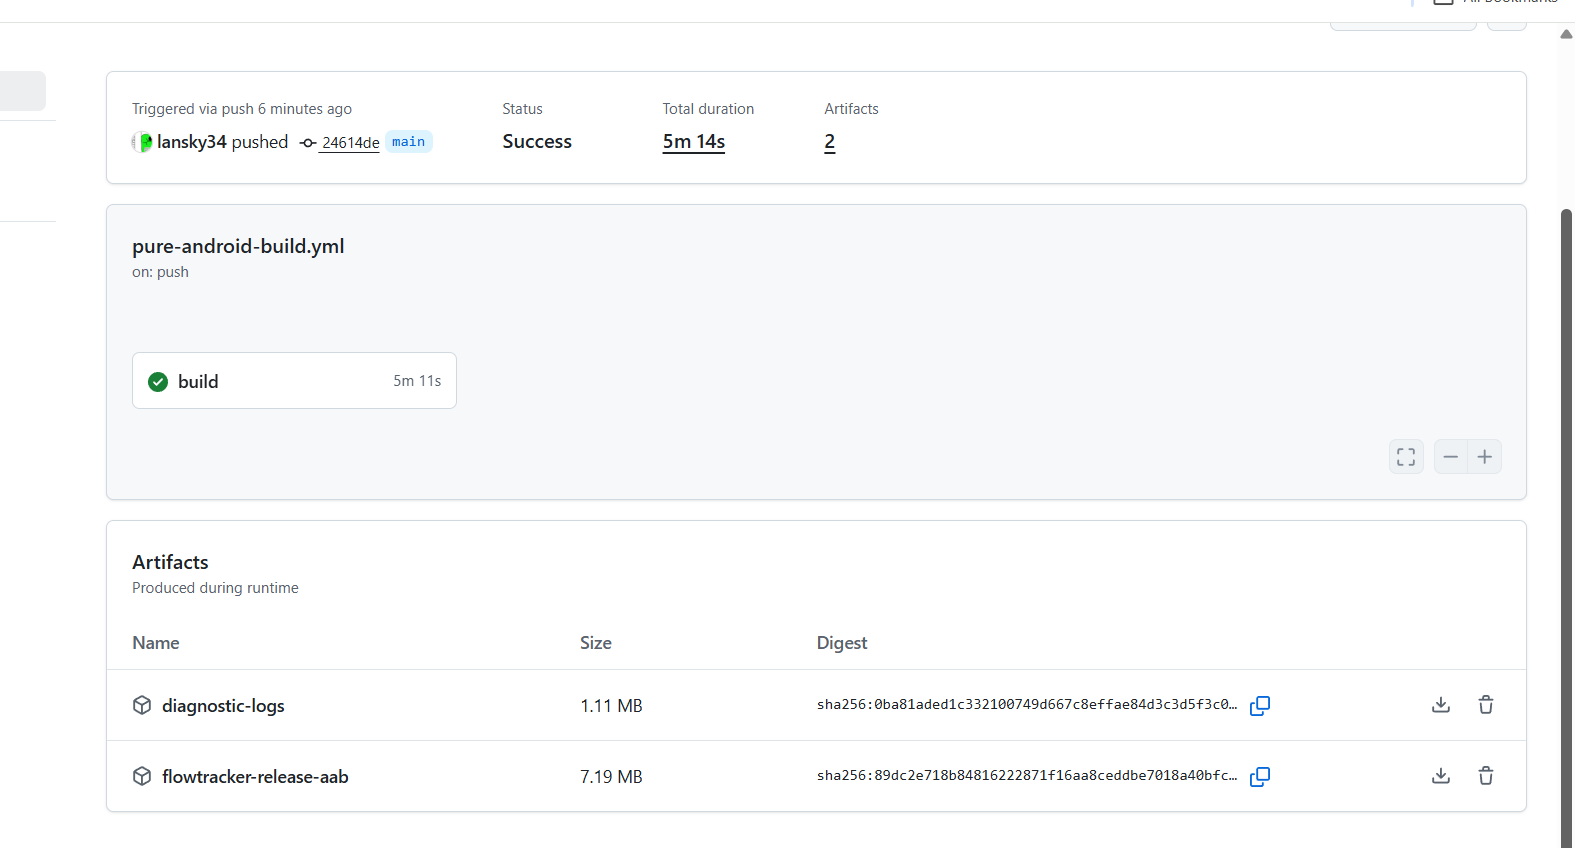 All Bookmarks
Triggered via push 6 minutes ago
lansky34 pushed 24614de main
Status
Success
Total duration
5m 14s
Artifacts
2
pure-android-build.yml
on: push
build 5m 11s
Artifacts
Produced during runtime
Name Size Digest
diagnostic-logs 1.11 MB sha256:0ba81aded1c332100749d667c8effae84d3c3d5f3c0…
flowtracker-release-aab 7.19 MB sha256:89dc2e718b84816222871f16aa8ceddbe7018a40bfc…